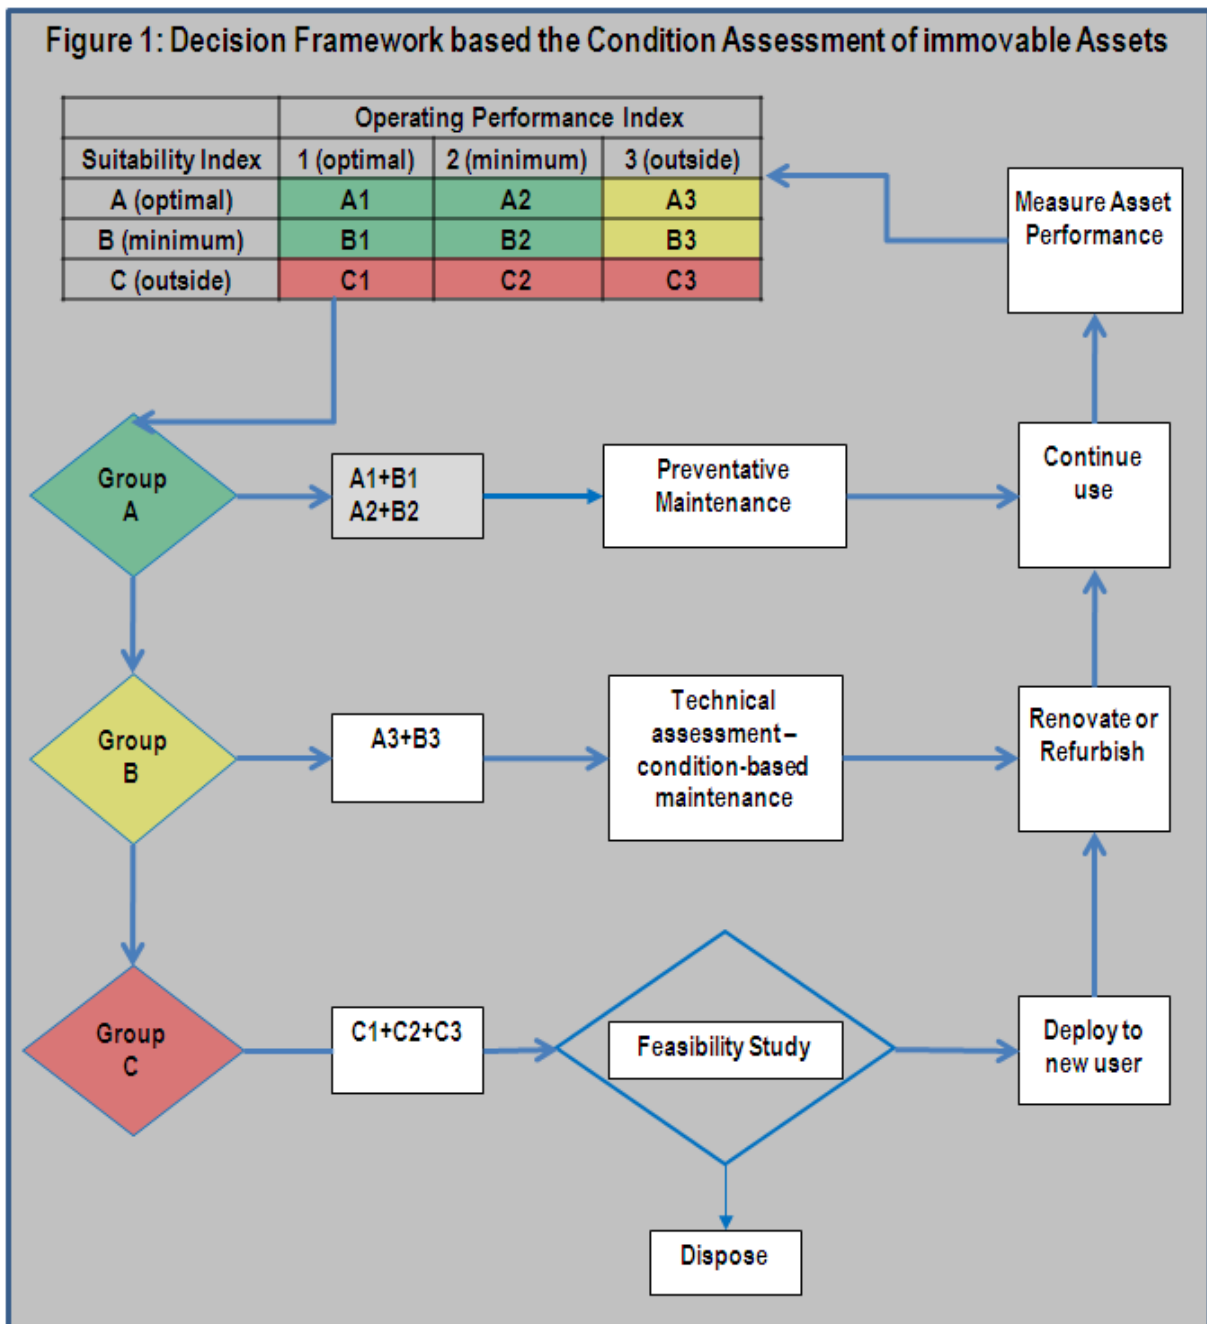 Figure 1: Decision Framework based the Condition Assessment of immovable Assets
Operating Performance Index
Suitability Index 1 (optimal) 2 (minimum) 3 (outside)
A (optimal) A1 A2 A3
B (minimum) B1 B2 B3
C (outside) C1 C2 C3
Measure Asset
Performance
Group
A
A1+B1
A2+B2
Preventative
Maintenance
Continue
use
Group
B
A3+B3
Technical
assessment –
condition-based
maintenance
Renovate or
Refurbish
Group
C
C1+C2+C3
Feasibility Study
Deploy to
new user
Dispose